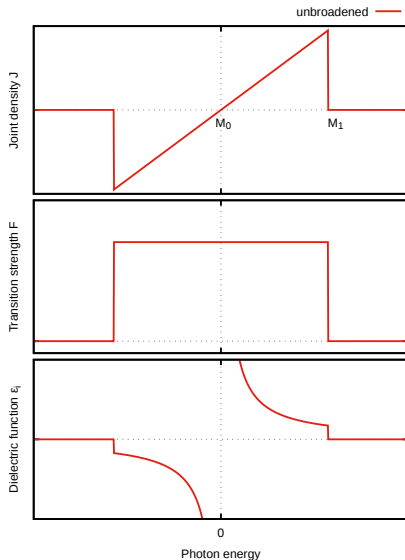 unbroadened
Joint density J
M₀
M₁
Transition strength F
Dielectric function εᵢ
0
Photon energy